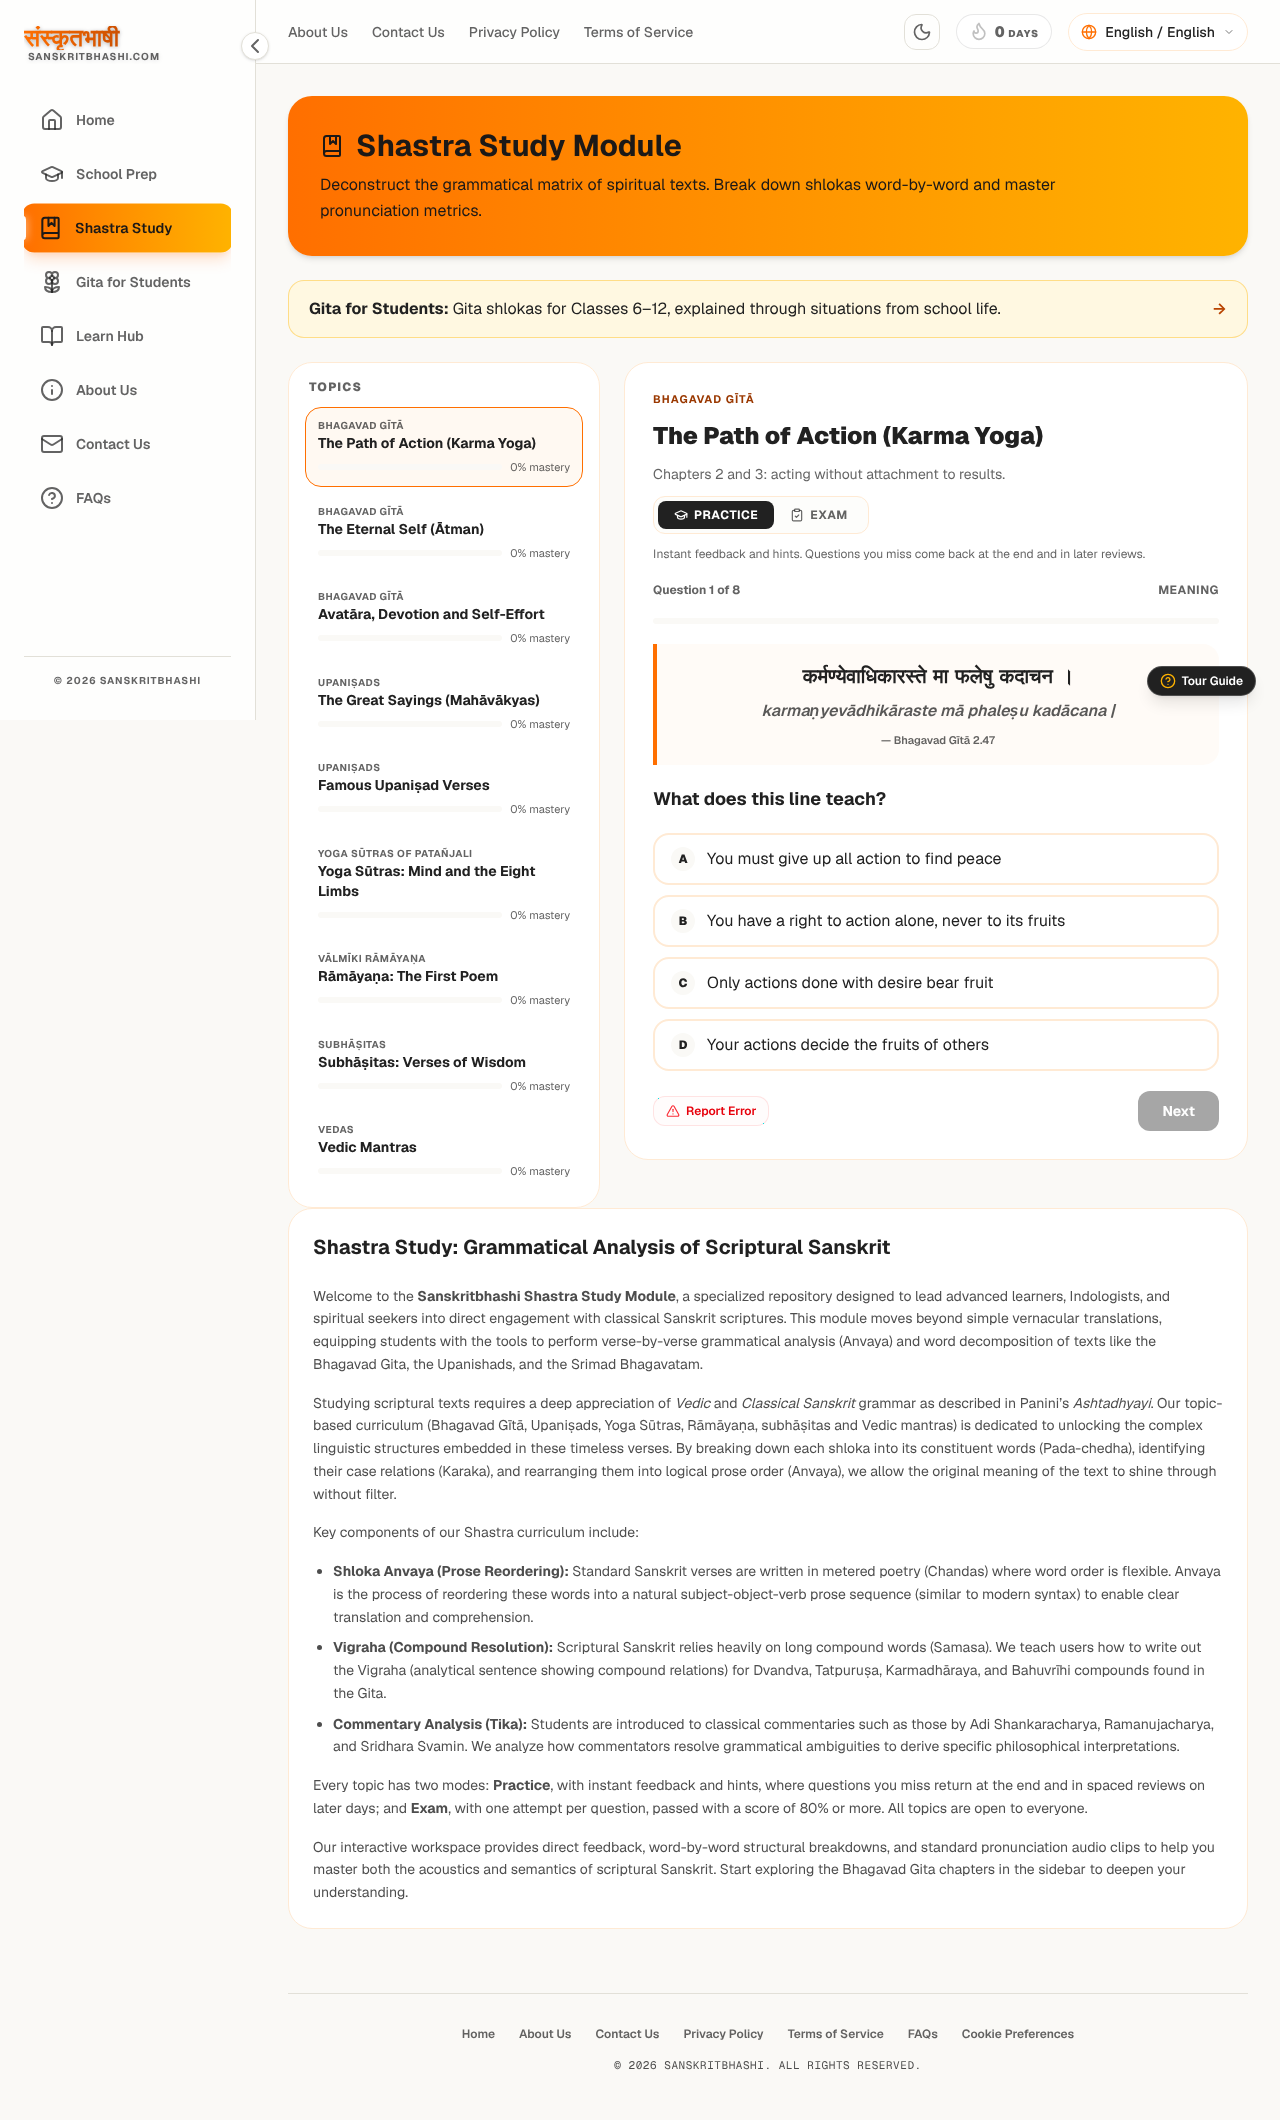 संस्कृतभाषी
SANSKRITBHASHI.COM
Home
School Prep
Shastra Study
Gita for Students
Learn Hub
About Us
Contact Us
FAQs
© 2026 SANSKRITBHASHI
About Us
Contact Us
Privacy Policy
Terms of Service
0 DAYS
English / English
Shastra Study Module
Deconstruct the grammatical matrix of spiritual texts. Break down shlokas word-by-word and master
pronunciation metrics.
Gita for Students: Gita shlokas for Classes 6–12, explained through situations from school life.
TOPICS
BHAGAVAD GĪTĀ
The Path of Action (Karma Yoga)
0% mastery
BHAGAVAD GĪTĀ
The Eternal Self (Ātman)
0% mastery
BHAGAVAD GĪTĀ
Avatāra, Devotion and Self-Effort
0% mastery
UPANIṢADS
The Great Sayings (Mahāvākyas)
0% mastery
UPANIṢADS
Famous Upaniṣad Verses
0% mastery
YOGA SŪTRAS OF PATAÑJALI
Yoga Sūtras: Mind and the Eight
Limbs
0% mastery
VĀLMĪKI RĀMĀYAṆA
Rāmāyaṇa: The First Poem
0% mastery
SUBHĀṢITAS
Subhāṣitas: Verses of Wisdom
0% mastery
VEDAS
Vedic Mantras
0% mastery
BHAGAVAD GĪTĀ
The Path of Action (Karma Yoga)
Chapters 2 and 3: acting without attachment to results.
PRACTICE
EXAM
Instant feedback and hints. Questions you miss come back at the end and in later reviews.
Question 1 of 8
MEANING
कर्मण्येवाधिकारस्ते मा फलेषु कदाचन ।
karmaṇyevādhikāraste mā phaleṣu kadācana |
— Bhagavad Gītā 2.47
Tour Guide
What does this line teach?
A You must give up all action to find peace
B You have a right to action alone, never to its fruits
C Only actions done with desire bear fruit
D Your actions decide the fruits of others
Report Error
Next
Shastra Study: Grammatical Analysis of Scriptural Sanskrit
Welcome to the Sanskritbhashi Shastra Study Module, a specialized repository designed to lead advanced learners, Indologists, and
spiritual seekers into direct engagement with classical Sanskrit scriptures. This module moves beyond simple vernacular translations,
equipping students with the tools to perform verse-by-verse grammatical analysis (Anvaya) and word decomposition of texts like the
Bhagavad Gita, the Upanishads, and the Srimad Bhagavatam.
Studying scriptural texts requires a deep appreciation of Vedic and Classical Sanskrit grammar as described in Panini's Ashtadhyayi. Our topic-
based curriculum (Bhagavad Gītā, Upaniṣads, Yoga Sūtras, Rāmāyaṇa, subhāṣitas and Vedic mantras) is dedicated to unlocking the complex
linguistic structures embedded in these timeless verses. By breaking down each shloka into its constituent words (Pada-chedha), identifying
their case relations (Karaka), and rearranging them into logical prose order (Anvaya), we allow the original meaning of the text to shine through
without filter.
Key components of our Shastra curriculum include:
• Shloka Anvaya (Prose Reordering): Standard Sanskrit verses are written in metered poetry (Chandas) where word order is flexible. Anvaya
is the process of reordering these words into a natural subject-object-verb prose sequence (similar to modern syntax) to enable clear
translation and comprehension.
• Vigraha (Compound Resolution): Scriptural Sanskrit relies heavily on long compound words (Samasa). We teach users how to write out
the Vigraha (analytical sentence showing compound relations) for Dvandva, Tatpuruṣa, Karmadhāraya, and Bahuvrīhi compounds found in
the Gita.
• Commentary Analysis (Tika): Students are introduced to classical commentaries such as those by Adi Shankaracharya, Ramanujacharya,
and Sridhara Svamin. We analyze how commentators resolve grammatical ambiguities to derive specific philosophical interpretations.
Every topic has two modes: Practice, with instant feedback and hints, where questions you miss return at the end and in spaced reviews on
later days; and Exam, with one attempt per question, passed with a score of 80% or more. All topics are open to everyone.
Our interactive workspace provides direct feedback, word-by-word structural breakdowns, and standard pronunciation audio clips to help you
master both the acoustics and semantics of scriptural Sanskrit. Start exploring the Bhagavad Gita chapters in the sidebar to deepen your
understanding.
Home
About Us
Contact Us
Privacy Policy
Terms of Service
FAQs
Cookie Preferences
© 2026 SANSKRITBHASHI. ALL RIGHTS RESERVED.